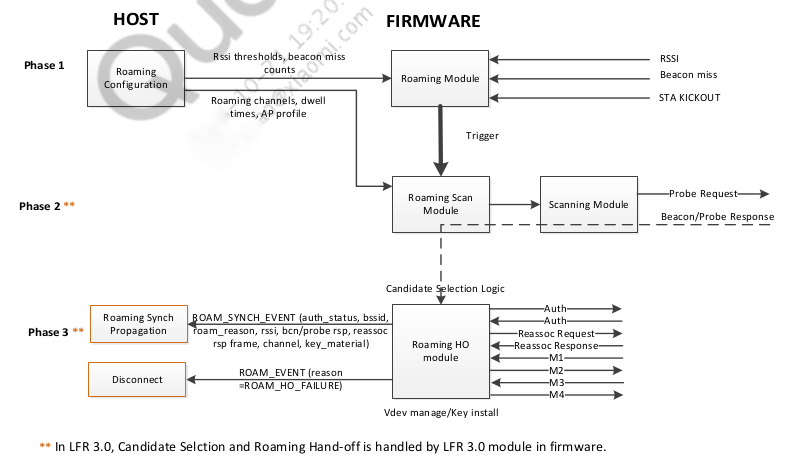 HOST
FIRMWARE
Phase 1
Roaming
Configuration
Rssi thresholds, beacon miss
counts
Roaming channels, dwell
times, AP profile
Roaming Module
RSSI
Beacon miss
STA KICKOUT
Trigger
Phase 2 **
Roaming Scan
Module
Scanning Module
Probe Request
Beacon/Probe Response
Candidate Selection Logic
Phase 3 **
Roaming Synch
Propagation
ROAM_SYNCH_EVENT (auth_status, bssid,
roam_reason, rssi, bcn/probe rsp, reassoc
rsp frame, channel, key_material)
Disconnect
ROAM_EVENT (reason
=ROAM_HO_FAILURE)
Roaming HO
module
Auth
Auth
Reassoc Request
Reassoc Response
M1
M2
M3
M4
Vdev manage/Key install
** In LFR 3.0, Candidate Selction and Roaming Hand-off is handled by LFR 3.0 module in firmware.